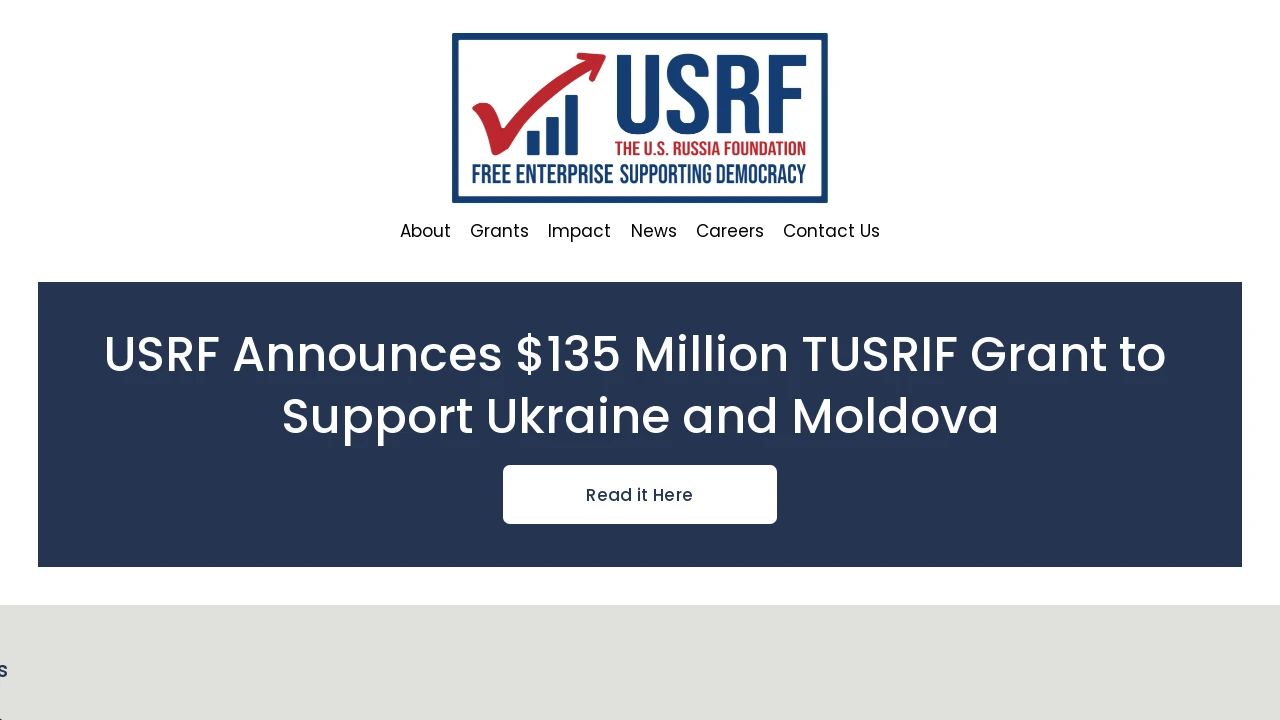 USRF
THE U.S. RUSSIA FOUNDATION
FREE ENTERPRISE SUPPORTING DEMOCRACY
About Grants Impact News Careers Contact Us
USRF Announces $135 Million TUSRIF Grant to
Support Ukraine and Moldova
Read it Here
s